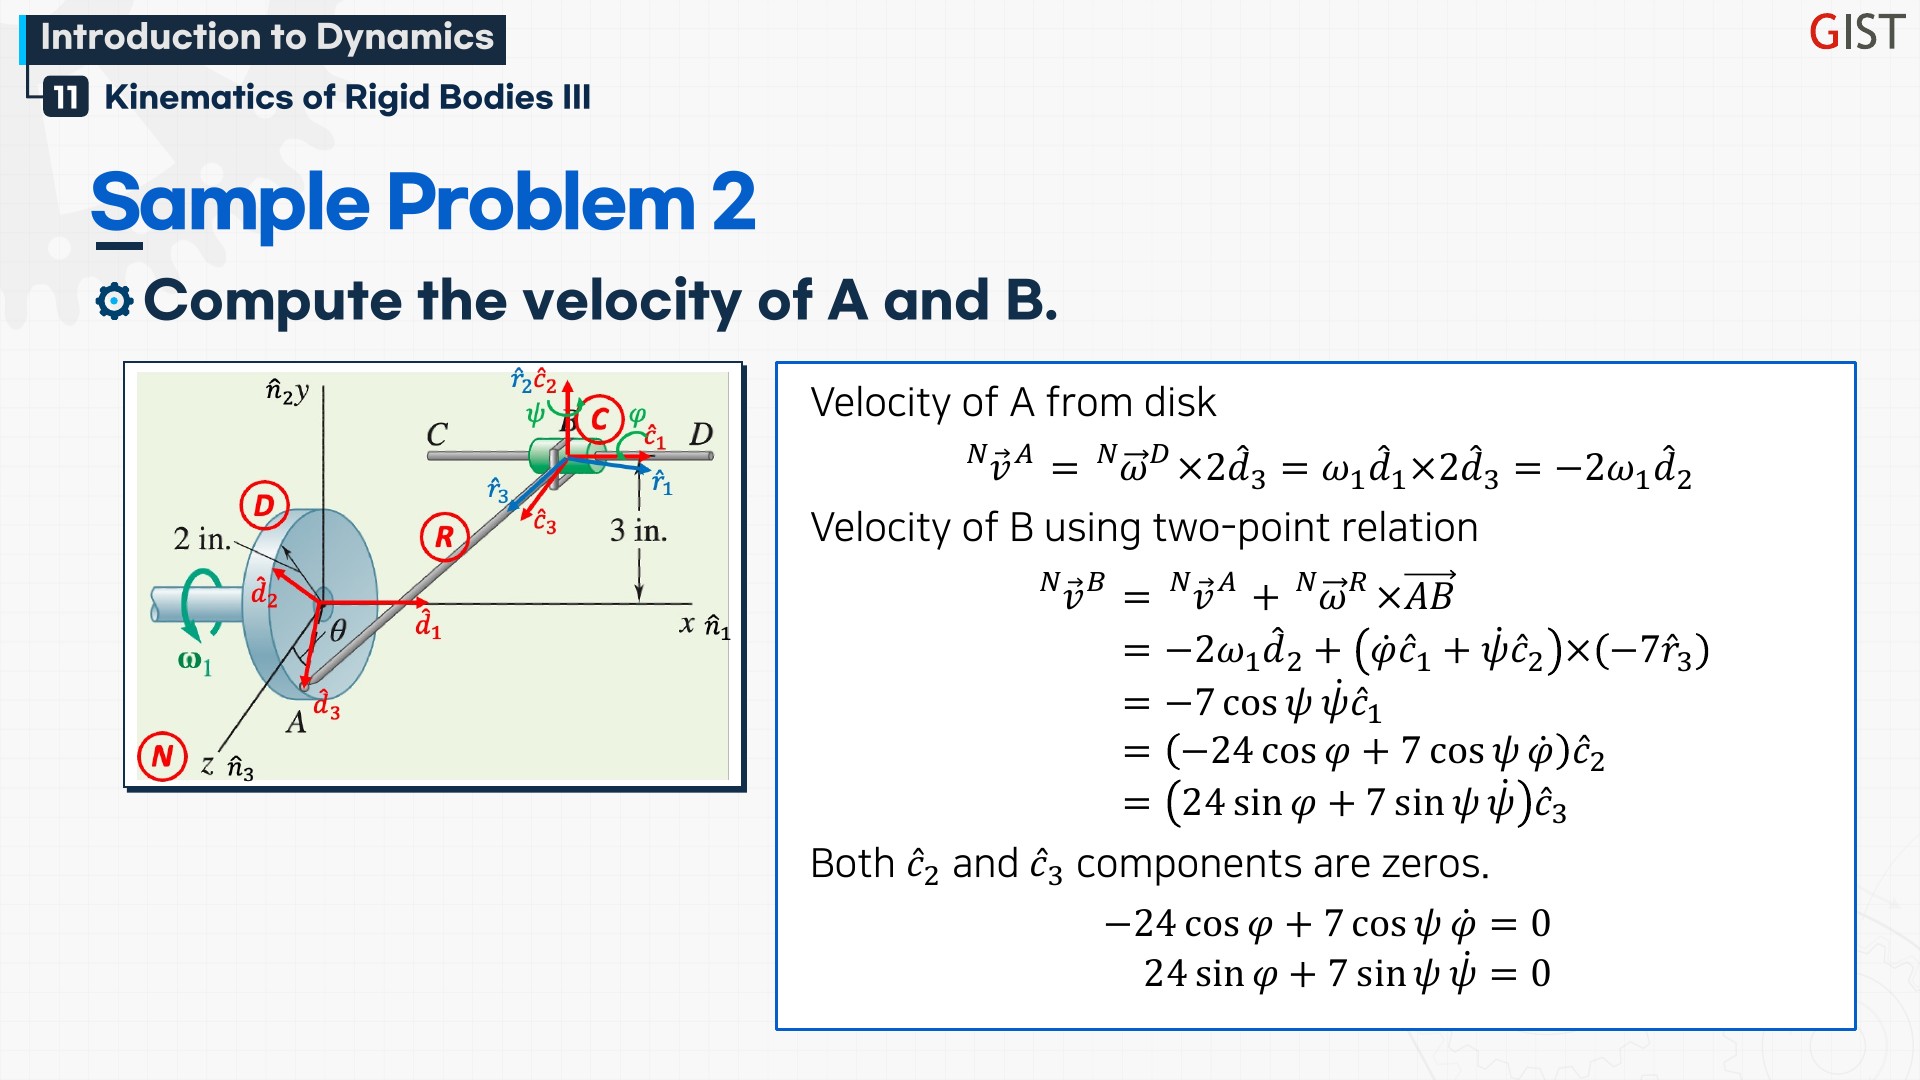 Introduction to Dynamics
GIST
11 Kinematics of Rigid Bodies III
Sample Problem 2
Compute the velocity of A and B.
n̂₂y
r̂₂ĉ₂
ψ
B
C
φ
C
ĉ₁
D
r̂₁
r̂₃
ĉ₃
D
R
3 in.
2 in.
d̂₂
θ
d̂₁
x n̂₁
ω₁
d̂₃
A
N
z n̂₃
Velocity of A from disk
ᴺv⃗ᴬ = ᴺω⃗ᴰ ×2d̂₃ = ω₁d̂₁×2d̂₃ = −2ω₁d̂₂
Velocity of B using two-point relation
ᴺv⃗ᴮ = ᴺv⃗ᴬ + ᴺω⃗ᴿ ×AB⃗
= −2ω₁d̂₂ + (φ̇ĉ₁ + ψ̇ĉ₂)×(−7r̂₃)
= −7 cos ψ ψ̇ĉ₁
= (−24 cos φ + 7 cos ψ φ̇)ĉ₂
= (24 sin φ + 7 sin ψ ψ̇)ĉ₃
Both ĉ₂ and ĉ₃ components are zeros.
−24 cos φ + 7 cos ψ φ̇ = 0
24 sin φ + 7 sin ψ ψ̇ = 0